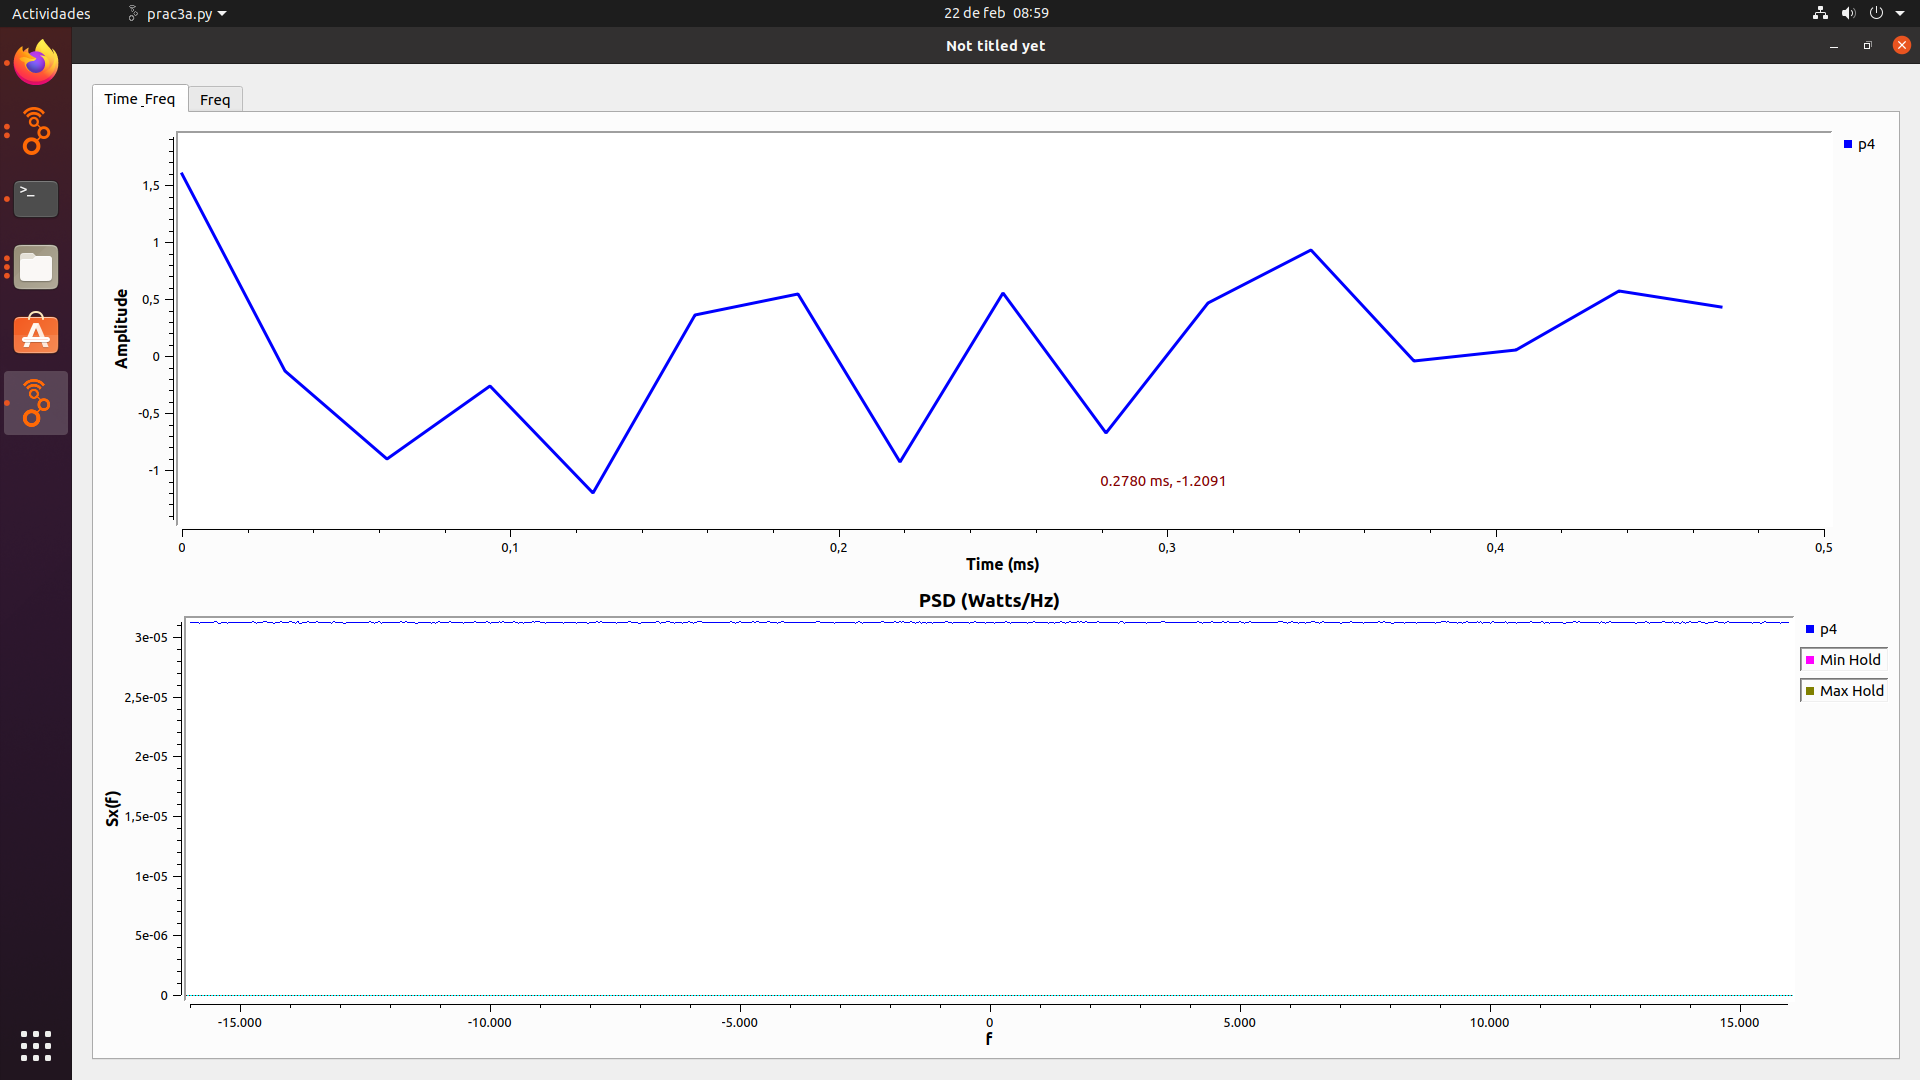 Actividades
prac3a.py
22 de feb 08:59
Not titled yet
Time _Freq
Freq
1,5
1
0,5
0
-0,5
-1
Amplitude
p4
0.2780 ms, -1.2091
0
0,1
0,2
0,3
0,4
0,5
Time (ms)
PSD (Watts/Hz)
3e-05
2,5e-05
2e-05
1,5e-05
1e-05
5e-06
0
Sx(f)
p4
Min Hold
Max Hold
-15.000
-10.000
-5.000
0
5.000
10.000
15.000
f